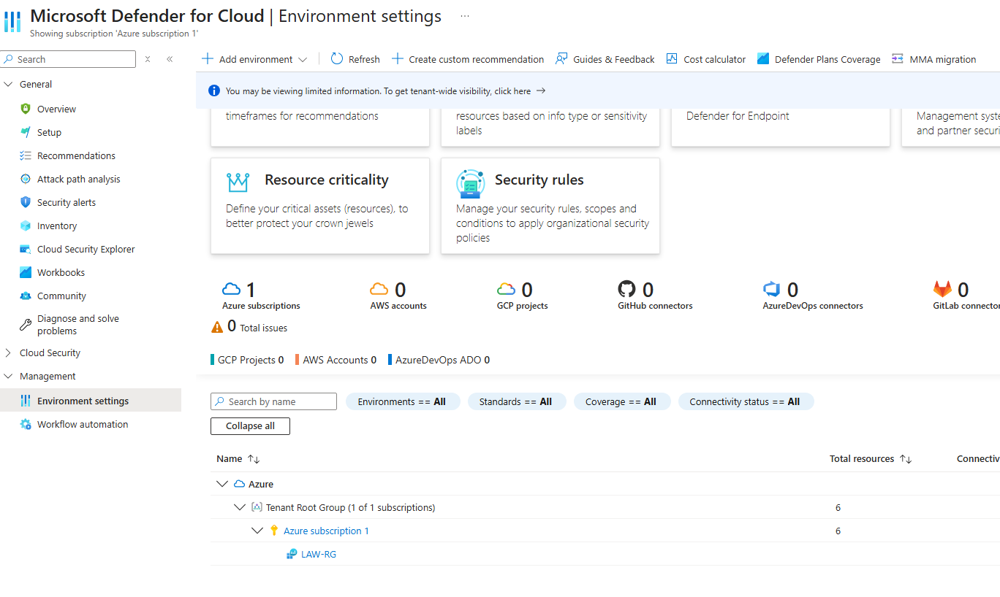 Microsoft Defender for Cloud | Environment settings ...
Showing subscription 'Azure subscription 1'
Search
General
Overview
Setup
Recommendations
Attack path analysis
Security alerts
Inventory
Cloud Security Explorer
Workbooks
Community
Diagnose and solve
problems
Cloud Security
Management
Environment settings
Workflow automation
Add environment
Refresh
Create custom recommendation
Guides & Feedback
Cost calculator
Defender Plans Coverage
MMA migration
You may be viewing limited information. To get tenant-wide visibility, click here →
timeframes for recommendations
resources based on info type or sensitivity
labels
Defender for Endpoint
Management syste
and partner securi
Resource criticality
Define your critical assets (resources), to
better protect your crown jewels
Security rules
Manage your security rules, scopes and
conditions to apply organizational security
policies
1
Azure subscriptions
0
AWS accounts
0
GCP projects
0
GitHub connectors
0
AzureDevOps connectors
0
GitLab connector
0 Total issues
GCP Projects 0
AWS Accounts 0
AzureDevOps ADO 0
Search by name
Environments == All
Standards == All
Coverage == All
Connectivity status == All
Collapse all
Name ↑↓
Total resources ↑↓
Connectiv
Azure
Tenant Root Group (1 of 1 subscriptions) 6
Azure subscription 1 6
LAW-RG